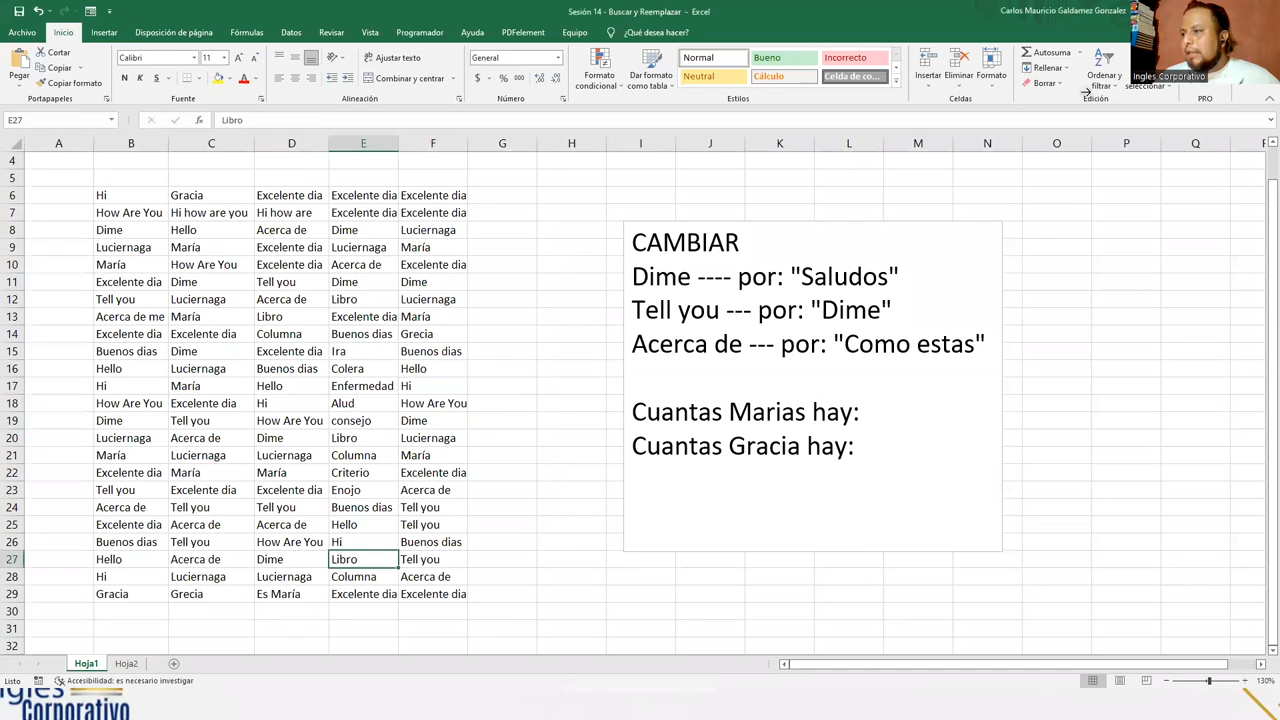 Sesión 14 - Buscar y Reemplazar - Excel
Carlos Mauricio Galdamez Gonzalez
Archivo Inicio Insertar Disposición de página Fórmulas Datos Revisar Vista Programador Ayuda PDFelement Equipo ¿Qué desea hacer?
Pegar
Cortar
Copiar
Copiar formato
Portapapeles
Calibri 11
N K S
Fuente
Ajustar texto
Combinar y centrar
Alineación
General
$ % 000
Número
Formato condicional
Dar formato como tabla
Normal Bueno Incorrecto
Neutral Cálculo Celda de co...
Estilos
Insertar Eliminar Formato
Celdas
Autosuma
Rellenar
Borrar
Ordenar y filtrar
seleccionar
Edición
PRO
Ingles Corporativo
E27 fx Libro
A B C D E F G H I J K L M N O P Q
4
5
6 Hi Gracia Excelente dia Excelente dia Excelente dia
7 How Are You Hi how are you Hi how are Excelente dia Excelente dia
8 Dime Hello Acerca de Dime Luciernaga
9 Luciernaga María Excelente dia Luciernaga María
10 María How Are You Excelente dia Acerca de Excelente dia
11 Excelente dia Dime Tell you Dime Dime
12 Tell you Luciernaga Acerca de Libro Luciernaga
13 Acerca de me María Libro Excelente dia María
14 Excelente dia Excelente dia Columna Buenos dias Grecia
15 Buenos dias Dime Excelente dia Ira Buenos dias
16 Hello Luciernaga Buenos dias Colera Hello
17 Hi María Hello Enfermedad Hi
18 How Are You Excelente dia Hi Alud How Are You
19 Dime Tell you How Are You consejo Dime
20 Luciernaga Acerca de Dime Libro Luciernaga
21 María Luciernaga Luciernaga Columna María
22 Excelente dia María María Criterio Excelente dia
23 Tell you Excelente dia Excelente dia Enojo Acerca de
24 Acerca de Tell you Tell you Buenos dias Tell you
25 Excelente dia Acerca de Acerca de Hello Tell you
26 Buenos dias Tell you How Are You Hi Buenos dias
27 Hello Acerca de Dime Libro Tell you
28 Hi Luciernaga Luciernaga Columna Acerca de
29 Gracia Grecia Es María Excelente dia Excelente dia
30
31
32
CAMBIAR
Dime ---- por: "Saludos"
Tell you --- por: "Dime"
Acerca de --- por: "Como estas"
Cuantas Marias hay:
Cuantas Gracia hay:
Hoja1 Hoja2
Listo Accesibilidad: es necesario investigar 130%
Ingles
Corporativo